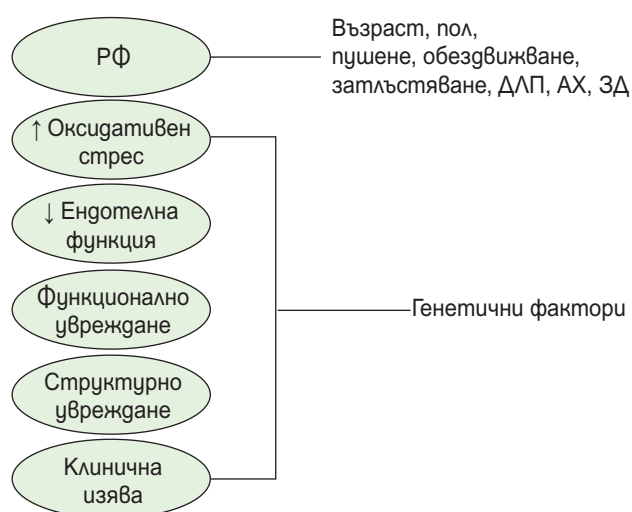 РФ
Възраст, пол,
пушене, обездвижване,
затлъстяване, ДЛП, АХ, ЗД
↑ Оксидативен
стрес
↓ Ендотелна
функция
Функционално
увреждане
Генетични фактори
Структурно
увреждане
Клинична
изява